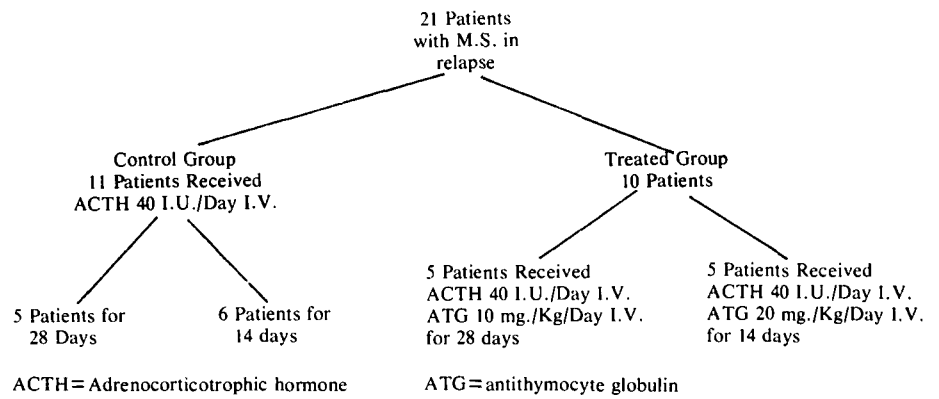 21 Patients
with M.S. in
relapse
Control Group
11 Patients Received
ACTH 40 I.U./Day I.V.
Treated Group
10 Patients
5 Patients for
28 Days
6 Patients for
14 days
5 Patients Received
ACTH 40 I.U./Day I.V.
ATG 10 mg./Kg/Day I.V.
for 28 days
5 Patients Received
ACTH 40 I.U./Day I.V.
ATG 20 mg./Kg/Day I.V.
for 14 days
ACTH = Adrenocorticotrophic hormone
ATG = antithymocyte globulin